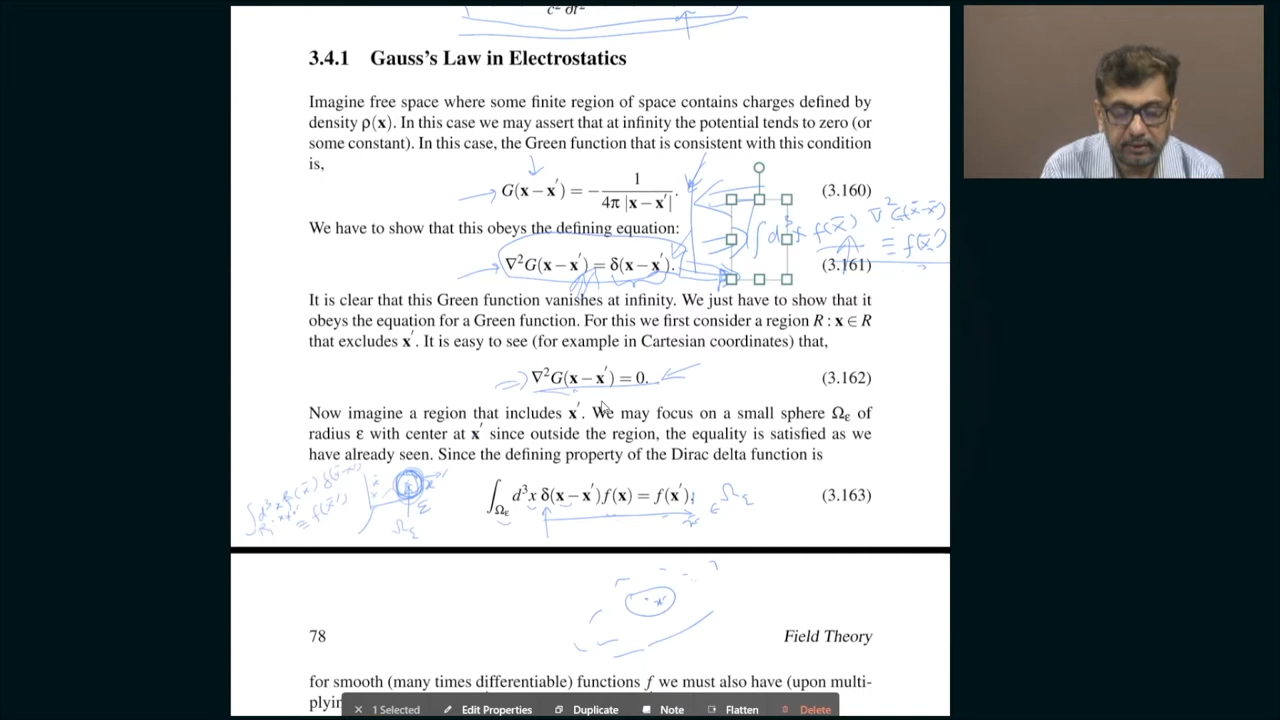 c² ∂t²
3.4.1 Gauss's Law in Electrostatics
Imagine free space where some finite region of space contains charges defined by
density ρ(x). In this case we may assert that at infinity the potential tends to zero (or
some constant). In this case, the Green function that is consistent with this condition
is,
G(x − x′) = − 1 / 4π |x − x′| . (3.160)
We have to show that this obeys the defining equation:
∫ d³x f(x̄) ∇² G(x̄−x̄′)
≡ f(x̄′)
∇²G(x − x′) = δ(x − x′). (3.161)
It is clear that this Green function vanishes at infinity. We just have to show that it
obeys the equation for a Green function. For this we first consider a region R : x ∈ R
that excludes x′. It is easy to see (for example in Cartesian coordinates) that,
∇²G(x − x′) = 0. (3.162)
Now imagine a region that includes x′. We may focus on a small sphere Ωε of
radius ε with center at x′ since outside the region, the equality is satisfied as we
have already seen. Since the defining property of the Dirac delta function is
∫Ωε d³x δ(x − x′) f(x) = f(x′); (3.163)
∈ Ωε
≡ f(x̄′)
ε
Ωε
x′
78 Field Theory
for smooth (many times differentiable) functions f we must also have (upon multi-
plyin
✕ 1 Selected Edit Properties Duplicate Note Flatten Delete